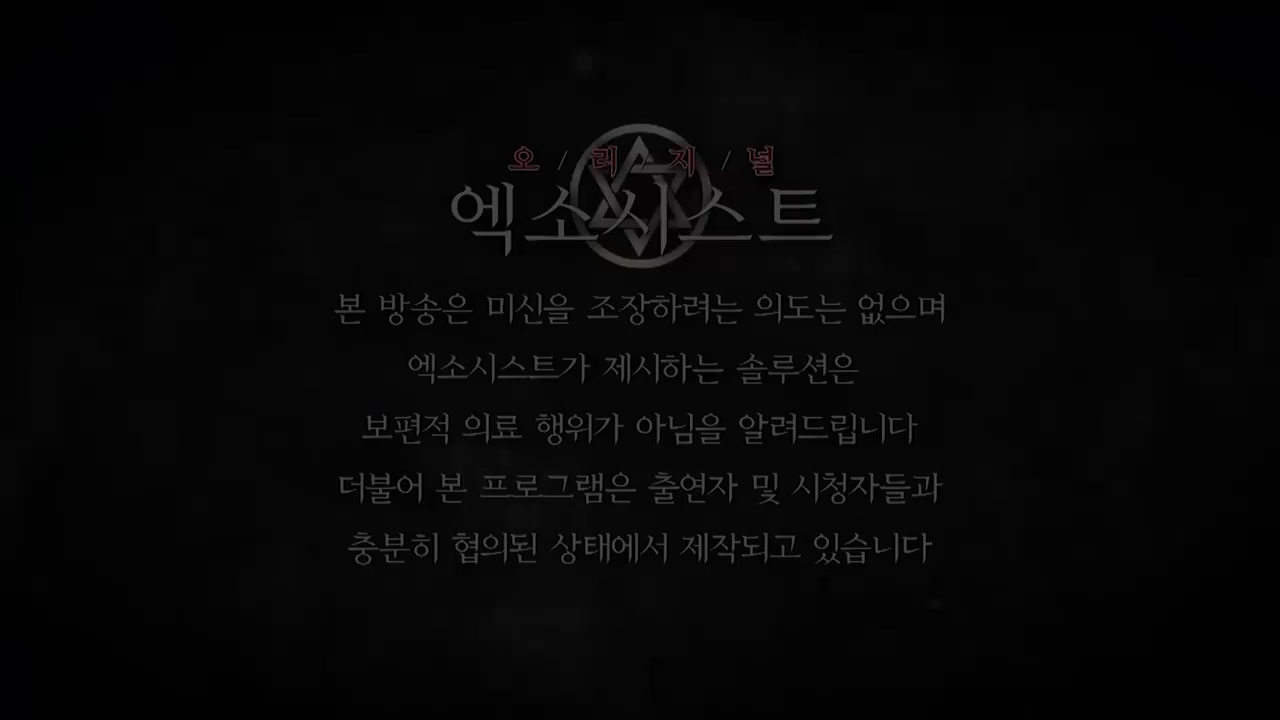 오/리/지/널
엑소시스트
본 방송은 미신을 조장하려는 의도는 없으며
엑소시스트가 제시하는 솔루션은
보편적 의료 행위가 아님을 알려드립니다
더불어 본 프로그램은 출연자 및 시청자들과
충분히 협의된 상태에서 제작되고 있습니다